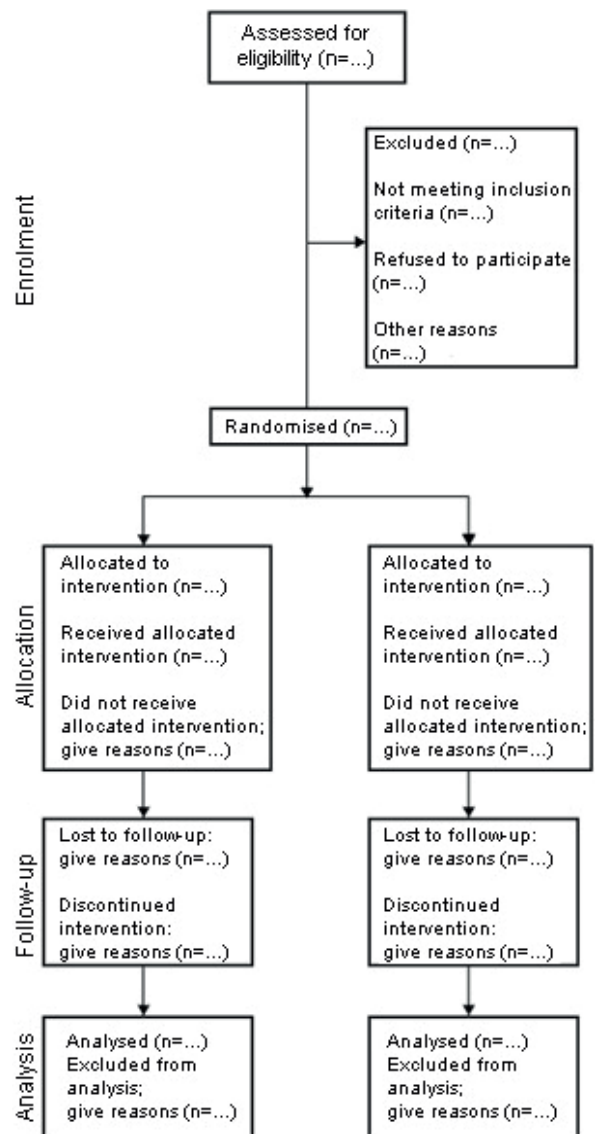 Assessed for
eligibility (n=...)
Enrolment
Excluded (n=...)
Not meeting inclusion
criteria (n=...)
Refused to participate
(n=...)
Other reasons
(n=...)
Randomised (n=...)
Allocation
Allocated to
intervention (n=...)
Received allocated
intervention (n=...)
Did not receive
allocated intervention;
give reasons (n=...)
Allocated to
intervention (n=...)
Received allocated
intervention (n=...)
Did not receive
allocated intervention;
give reasons (n=...)
Follow-up
Lost to follow-up:
give reasons (n=...)
Discontinued
intervention:
give reasons (n=...)
Lost to follow-up:
give reasons (n=...)
Discontinued
intervention:
give reasons (n=...)
Analysis
Analysed (n=...)
Excluded from
analysis;
give reasons (n=...)
Analysed (n=...)
Excluded from
analysis;
give reasons (n=...)